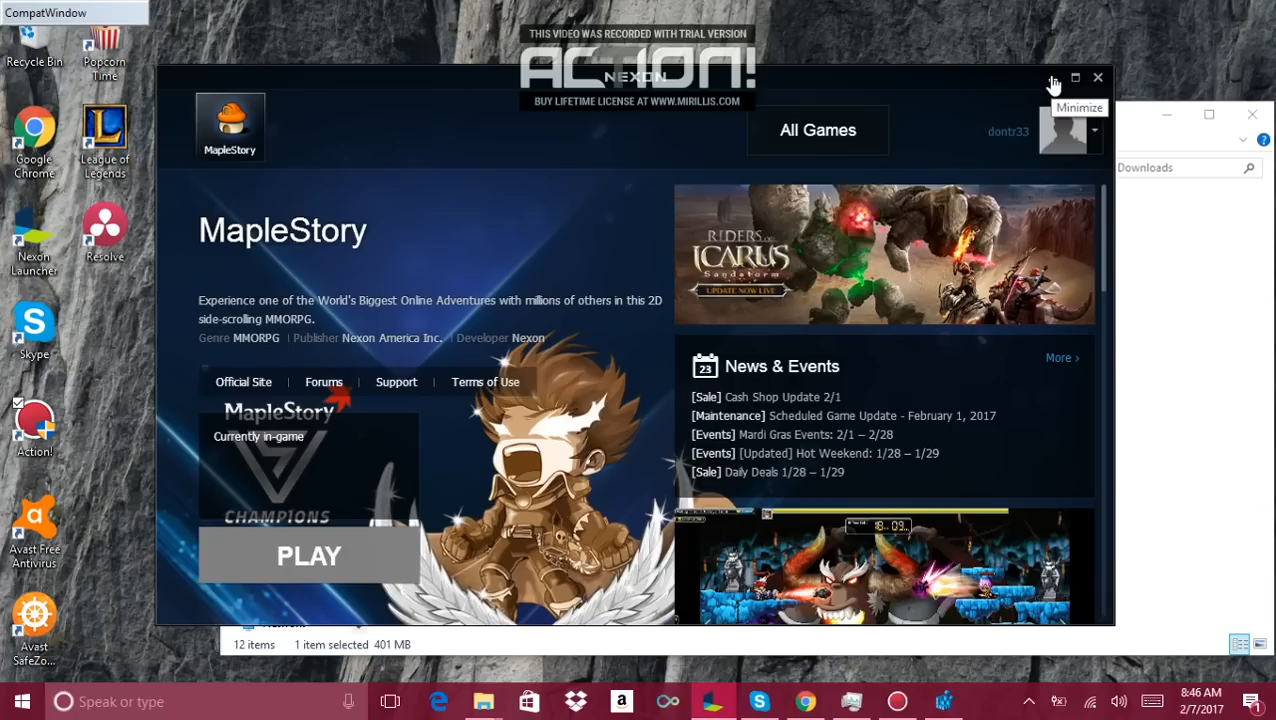 CompatWindow
Recycle Bin
Popcorn
Time
Google
Chrome
League of
Legends
Nexon
Launcher
Resolve
Skype
Action!
Avast Free
Antivirus
Avast
SafeZo...
THIS VIDEO WAS RECORDED WITH TRIAL VERSION
ACTION!
BUY LIFETIME LICENSE AT WWW.MIRILLIS.COM
NEXON
Minimize
MapleStory
All Games
dontr33
Downloads
MapleStory
Experience one of the World's Biggest Online Adventures with millions of others in this 2D
side-scrolling MMORPG.
Genre MMORPG | Publisher Nexon America Inc. | Developer Nexon
Official Site | Forums | Support | Terms of Use
MapleStory
Currently in-game
CHAMPIONS
PLAY
RIDERS OF
ICARUS
Sandstorm
UPDATE NOW LIVE
23 News & Events
More >
[Sale] Cash Shop Update 2/1
[Maintenance] Scheduled Game Update - February 1, 2017
[Events] Mardi Gras Events: 2/1 – 2/28
[Events] [Updated] Hot Weekend: 1/28 – 1/29
[Sale] Daily Deals 1/28 – 1/29
12 items 1 item selected 401 MB
Speak or type
8:46 AM
2/7/2017
1